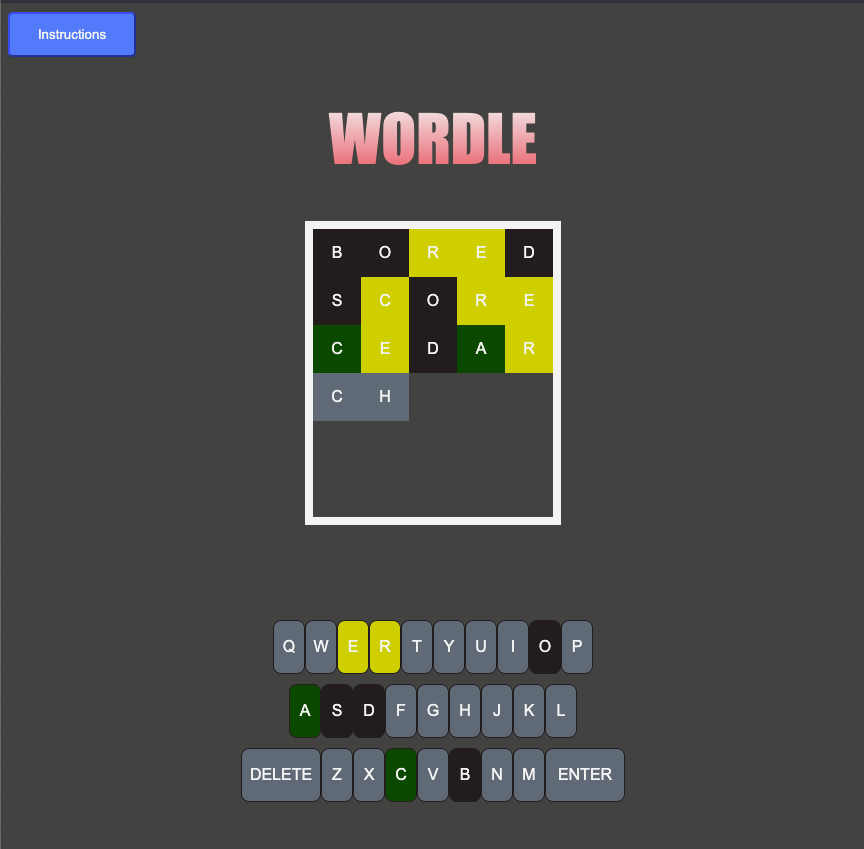 Instructions
WORDLE
B O R E D
S C O R E
C E D A R
C H
Q W E R T Y U I O P
A S D F G H J K L
DELETE Z X C V B N M ENTER